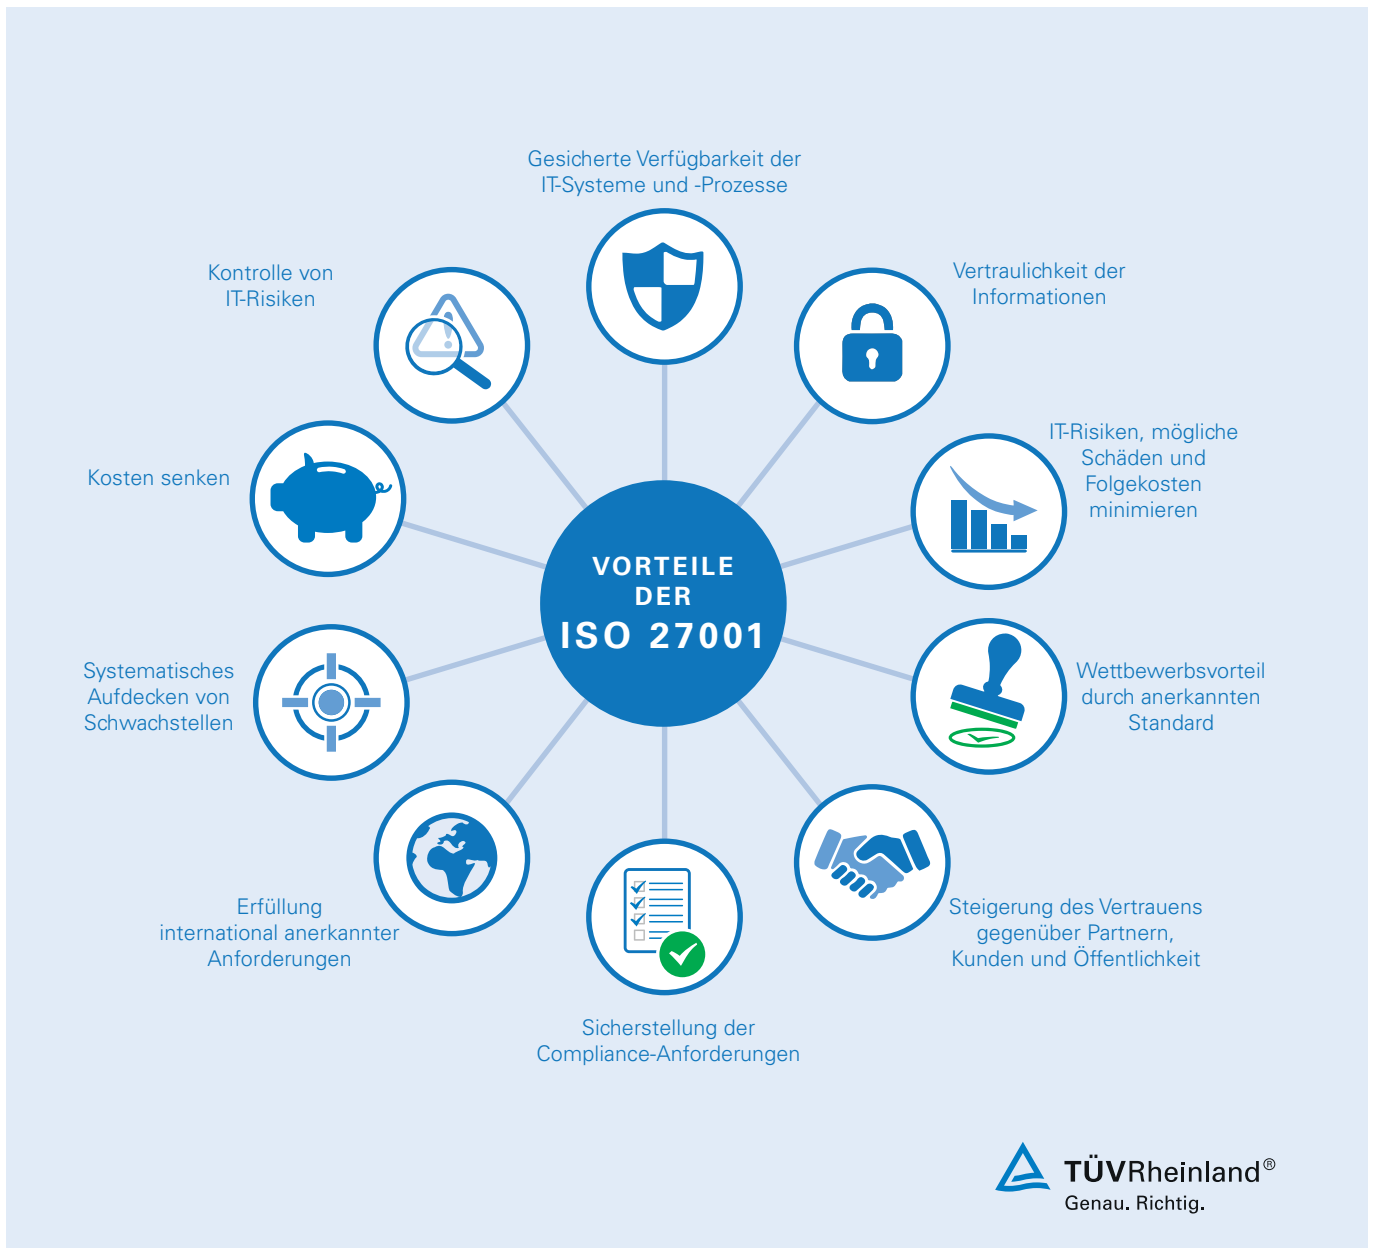 Gesicherte Verfügbarkeit der
IT-Systeme und -Prozesse
Kontrolle von
IT-Risiken
Vertraulichkeit der
Informationen
IT-Risiken, mögliche
Schäden und
Folgekosten
minimieren
Kosten senken
VORTEILE
DER
ISO 27001
Systematisches
Aufdecken von
Schwachstellen
Wettbewerbsvorteil
durch anerkannten
Standard
Erfüllung
international anerkannter
Anforderungen
Steigerung des Vertrauens
gegenüber Partnern,
Kunden und Öffentlichkeit
Sicherstellung der
Compliance-Anforderungen
TÜVRheinland®
Genau. Richtig.